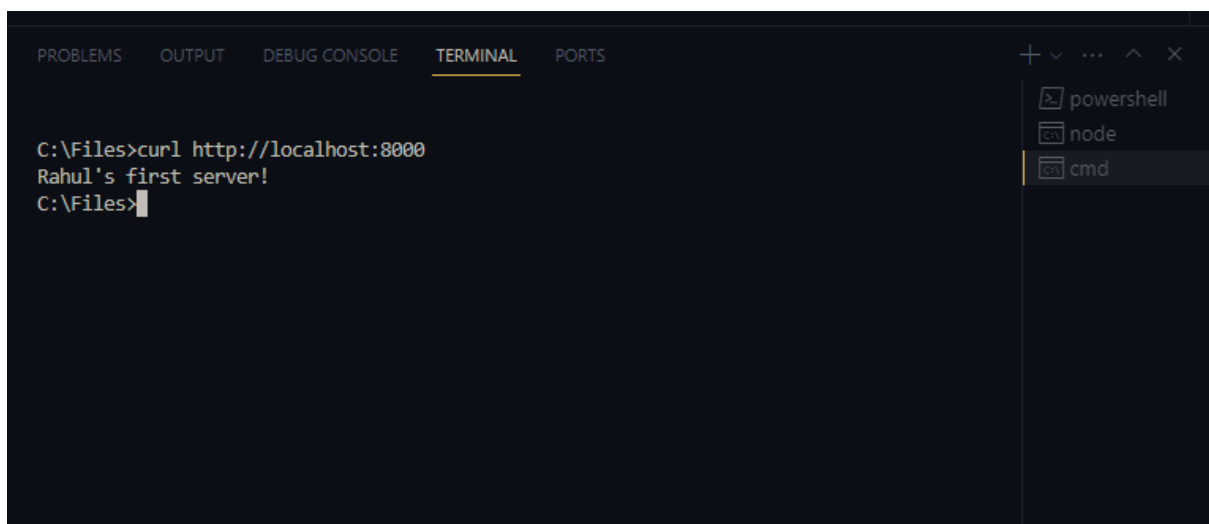 PROBLEMS OUTPUT DEBUG CONSOLE TERMINAL PORTS
powershell
node
cmd
C:\Files>curl http://localhost:8000
Rahul's first server!
C:\Files>